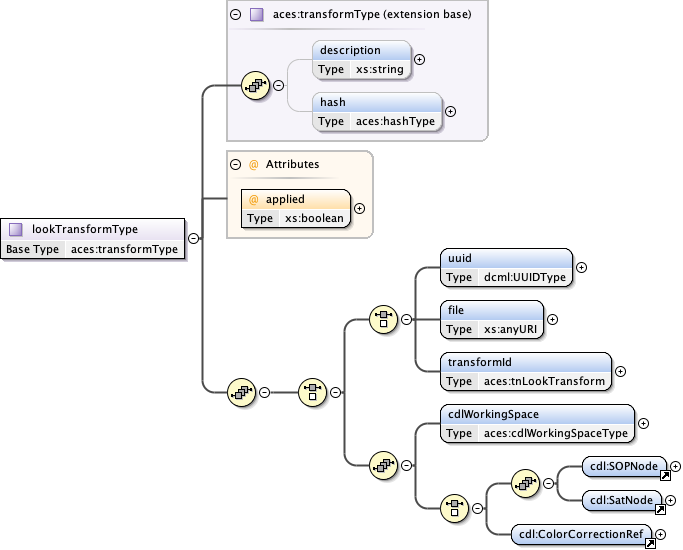 aces:transformType (extension base)
description
Type xs:string
hash
Type aces:hashType
@ Attributes
@ applied
Type xs:boolean
lookTransformType
Base Type aces:transformType
uuid
Type dcml:UUIDType
file
Type xs:anyURI
transformId
Type aces:tnLookTransform
cdlWorkingSpace
Type aces:cdlWorkingSpaceType
cdl:SOPNode
cdl:SatNode
cdl:ColorCorrectionRef